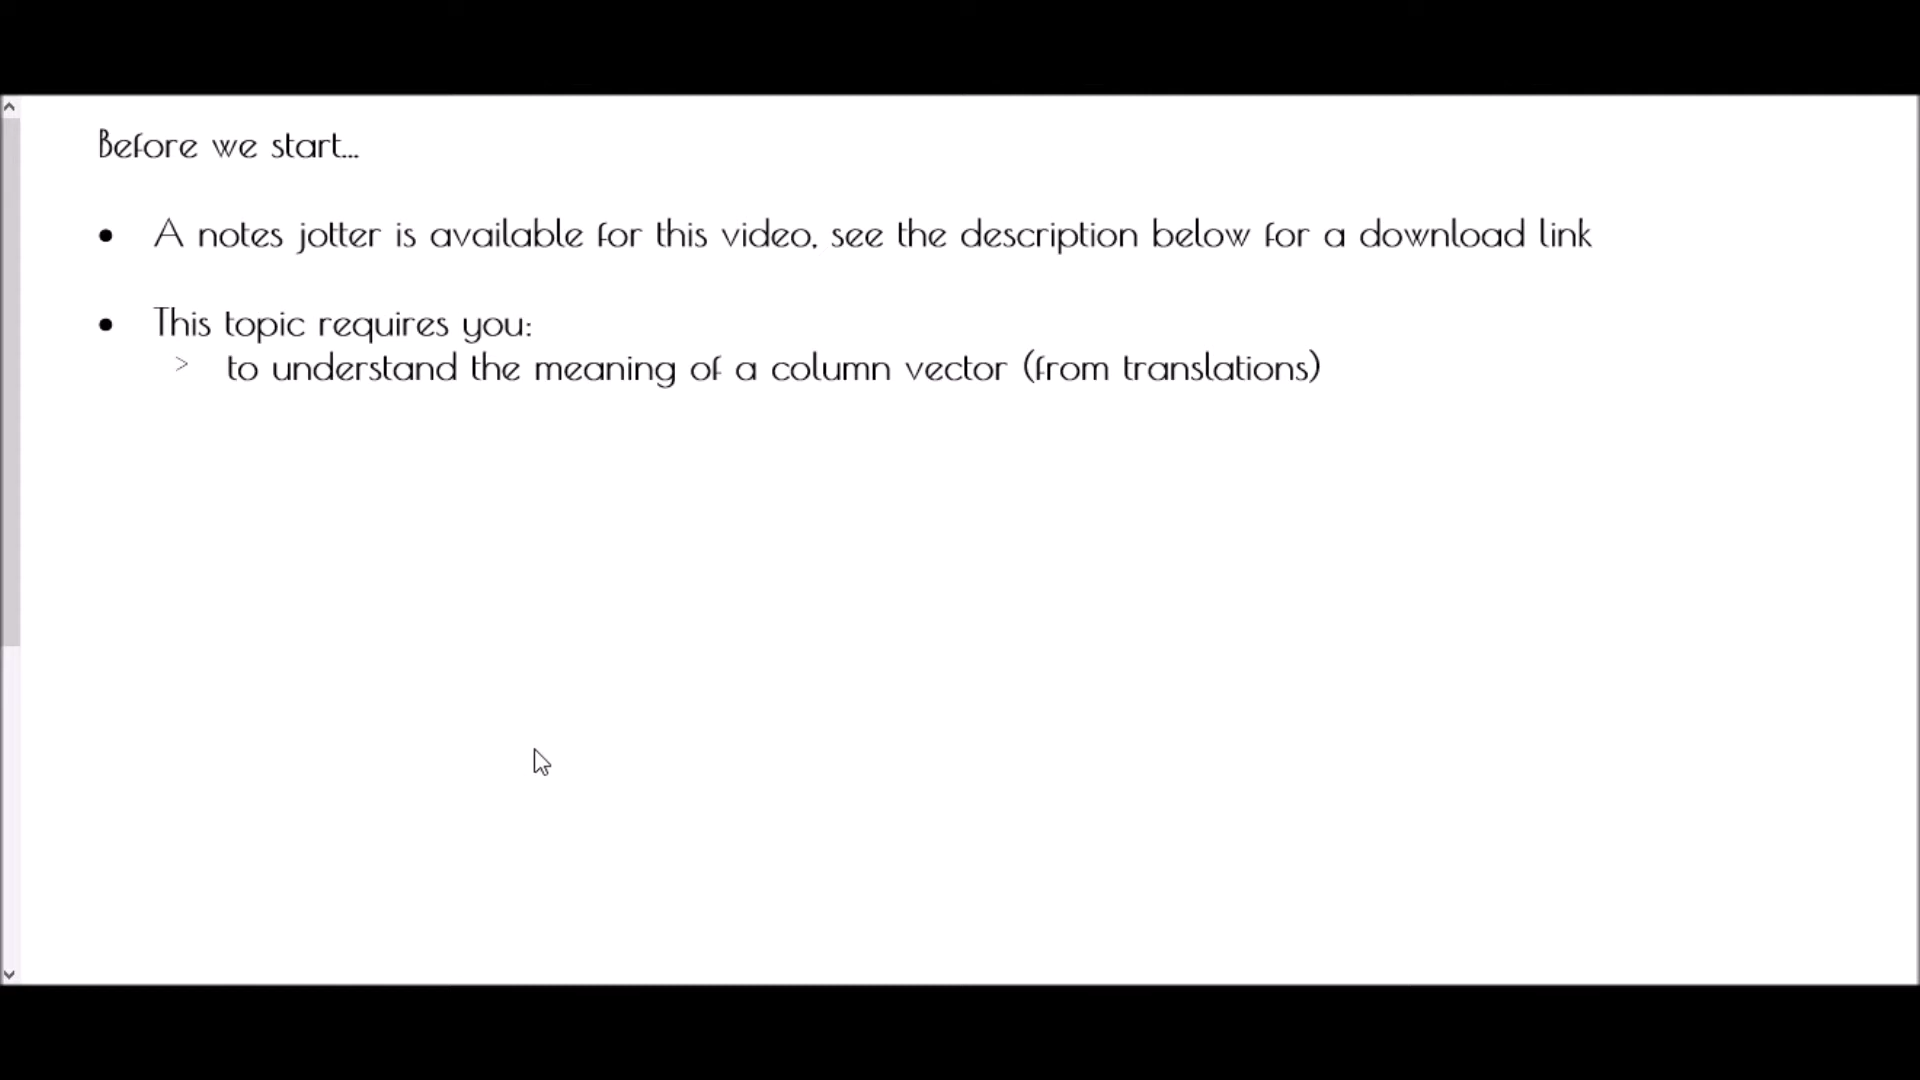 Before we start...
• A notes jotter is available for this video, see the description below for a download link
• This topic requires you:
> to understand the meaning of a column vector (from translations)